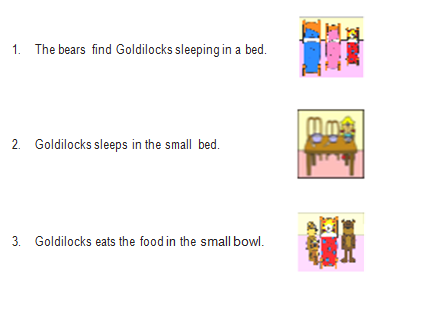 1. The bears find Goldilocks sleeping in a bed.
2. Goldilocks sleeps in the small bed.
3. Goldilocks eats the food in the small bowl.